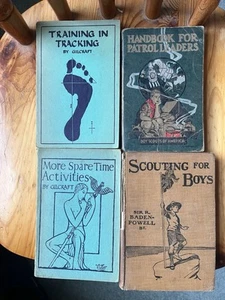 TRAINING IN
TRACKING
BY GILCRAFT
HANDBOOK FOR
PATROL LEADERS
More Spare Time
Activities
BY GILCRAFT
SCOUTING FOR
BOYS
SIR R.
BADEN-
POWELL